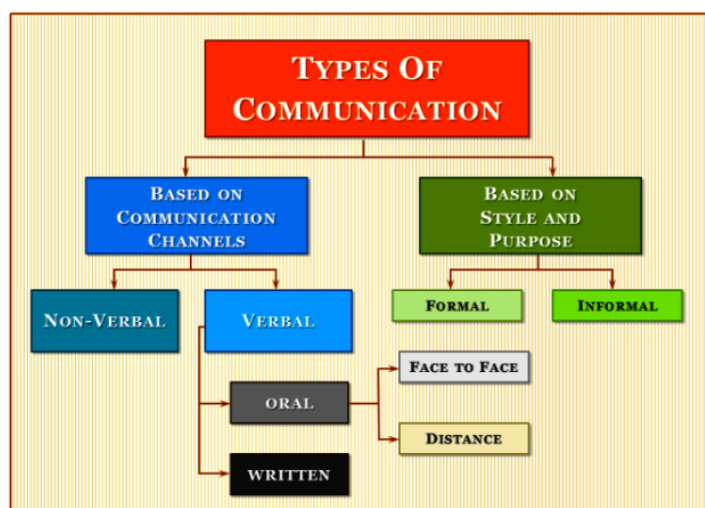 Types Of
Communication
Based on
Communication
Channels
Based on
Style and
Purpose
Non-Verbal
Verbal
Formal
Informal
Face to Face
oral
Distance
written